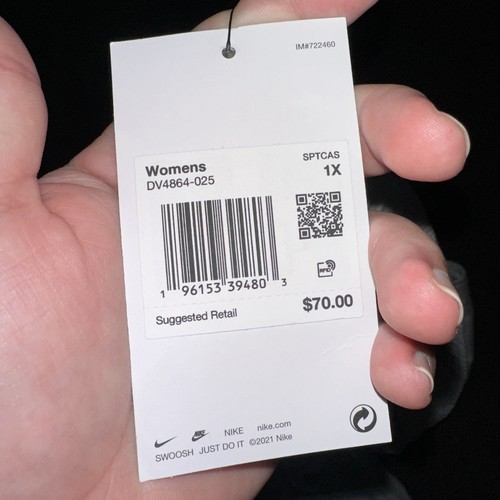 IM#722460
Womens
DV4864-025
SPTCAS
1X
1 96153 39480 3
RFID
Suggested Retail
$70.00
NIKE nike.com
SWOOSH JUST DO IT ©2021 Nike